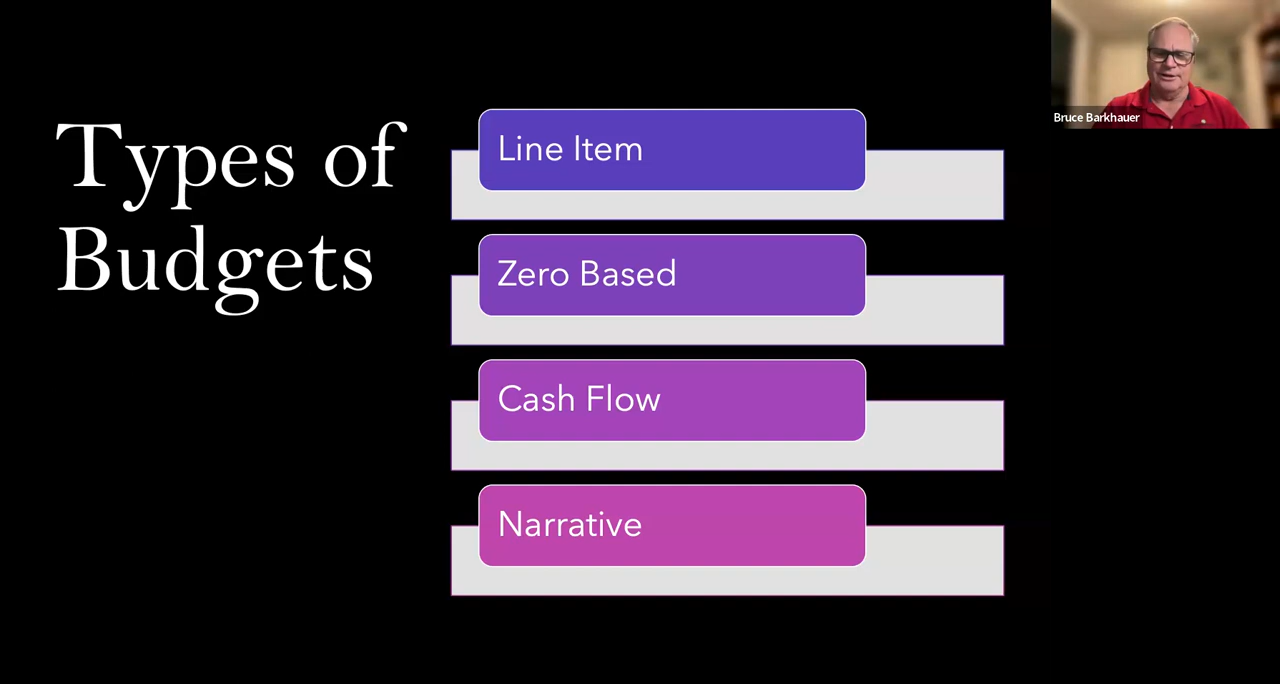 Types of
Budgets
Line Item
Zero Based
Cash Flow
Narrative
Bruce Barkhauer